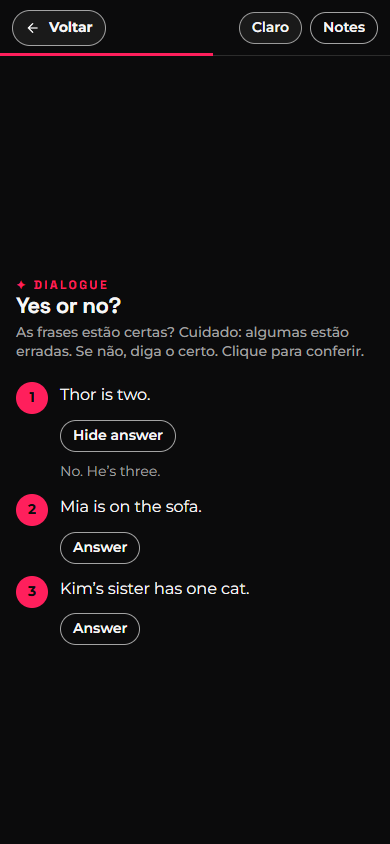 ← Voltar
Claro
Notes
✦ DIALOGUE
Yes or no?
As frases estão certas? Cuidado: algumas estão
erradas. Se não, diga o certo. Clique para conferir.
1
Thor is two.
Hide answer
No. He’s three.
2
Mia is on the sofa.
Answer
3
Kim’s sister has one cat.
Answer